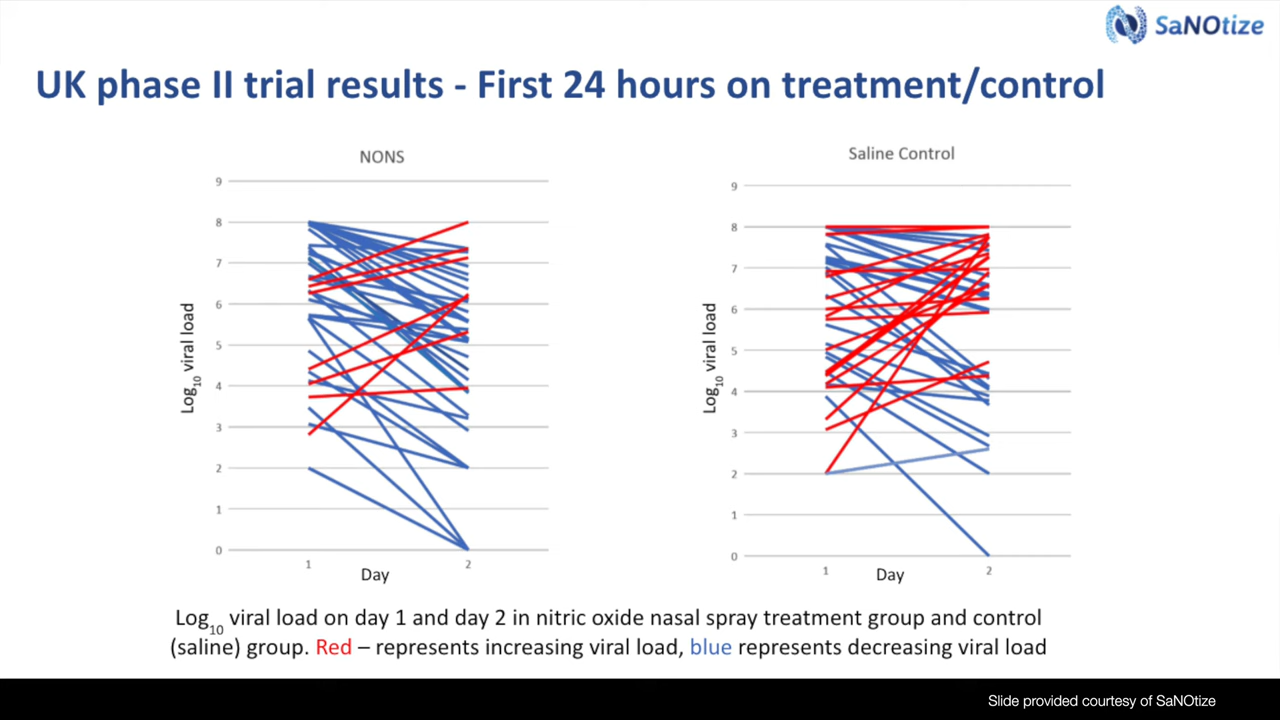 SaNOtize
UK phase II trial results - First 24 hours on treatment/control
NONS
9
8
7
6
5
4
3
2
1
0
Log10 viral load
1
2
Day
Saline Control
9
8
7
6
5
4
3
2
1
0
Log10 viral load
1
2
Day
Log10 viral load on day 1 and day 2 in nitric oxide nasal spray treatment group and control
(saline) group. Red – represents increasing viral load, blue represents decreasing viral load
Slide provided courtesy of SaNOtize